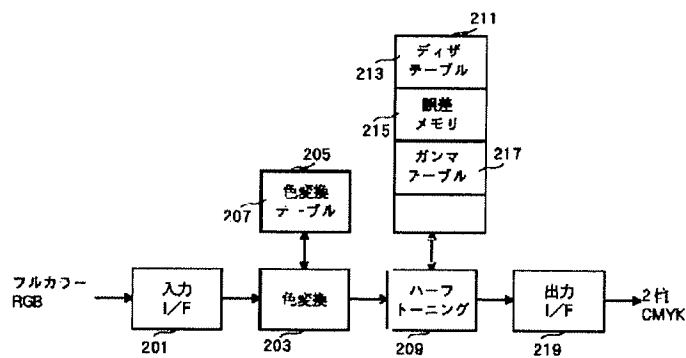 211
ディザ
テーブル
213
誤差
メモリ
215
ガンマ
テーブル
217
205
色変換
テーブル
207
フルカラー
RGB
入力
I/F
201
色変換
203
ハーフ
トーニング
209
出力
I/F
219
2値
CMYK